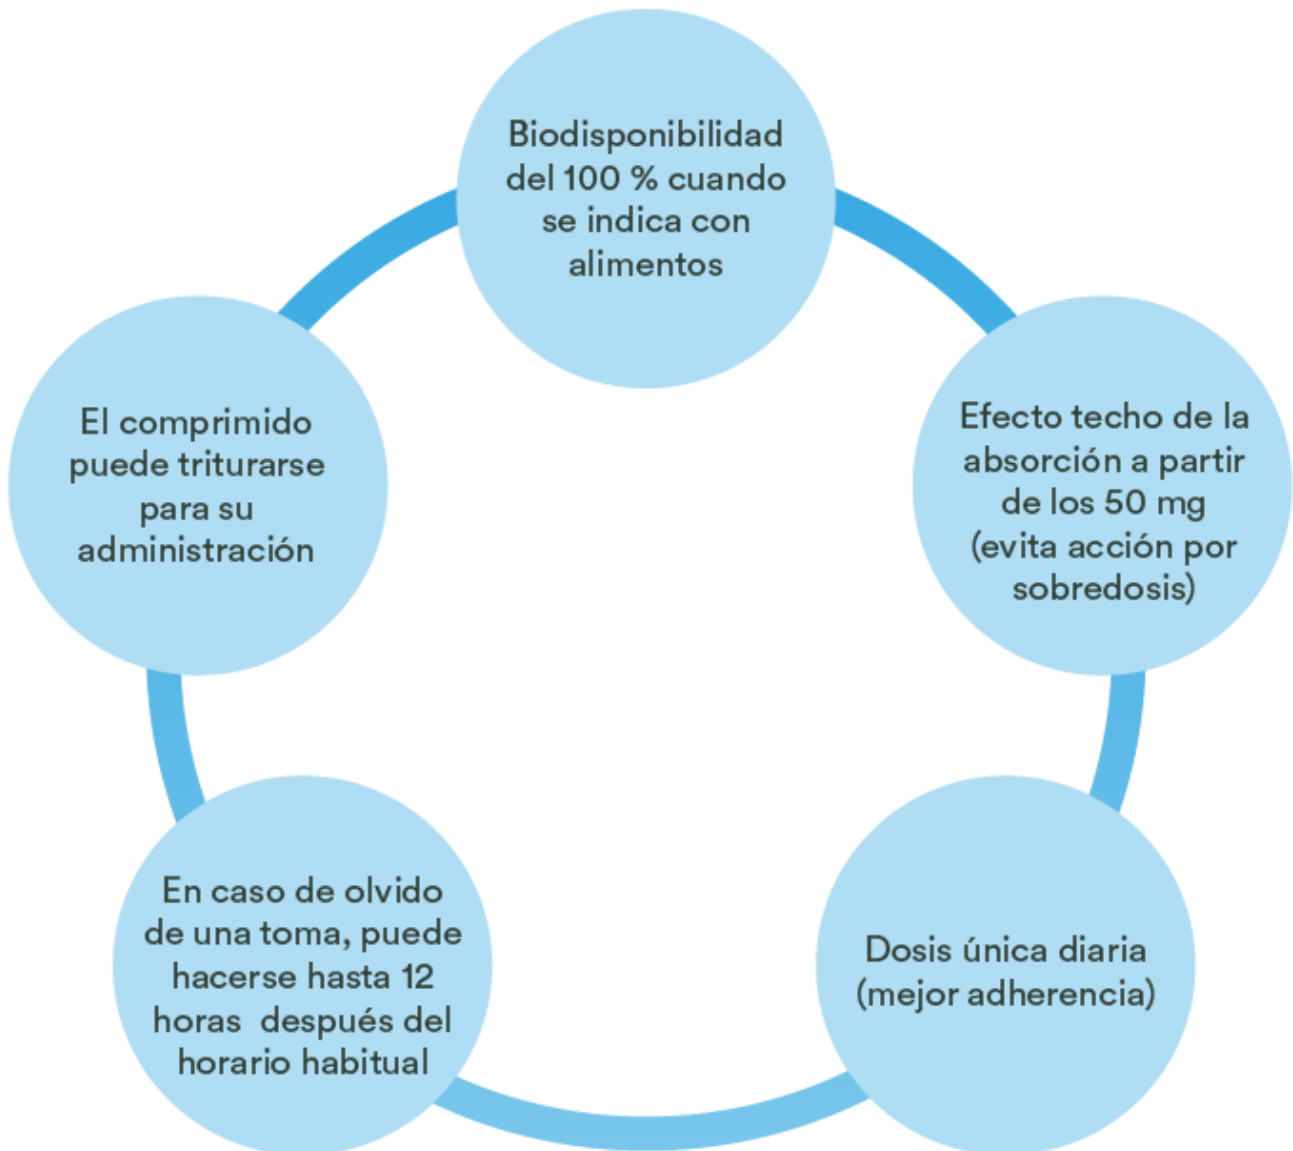 Biodisponibilidad
del 100 % cuando
se indica con
alimentos
Efecto techo de la
absorción a partir
de los 50 mg
(evita acción por
sobredosis)
Dosis única diaria
(mejor adherencia)
En caso de olvido
de una toma, puede
hacerse hasta 12
horas  después del
horario habitual
El comprimido
puede triturarse
para su
administración